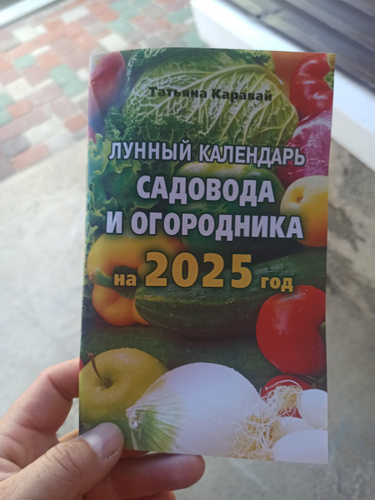 Татьяна Каравай
ЛУННЫЙ КАЛЕНДАРЬ
САДОВОДА
И ОГОРОДНИКА
на 2025 год